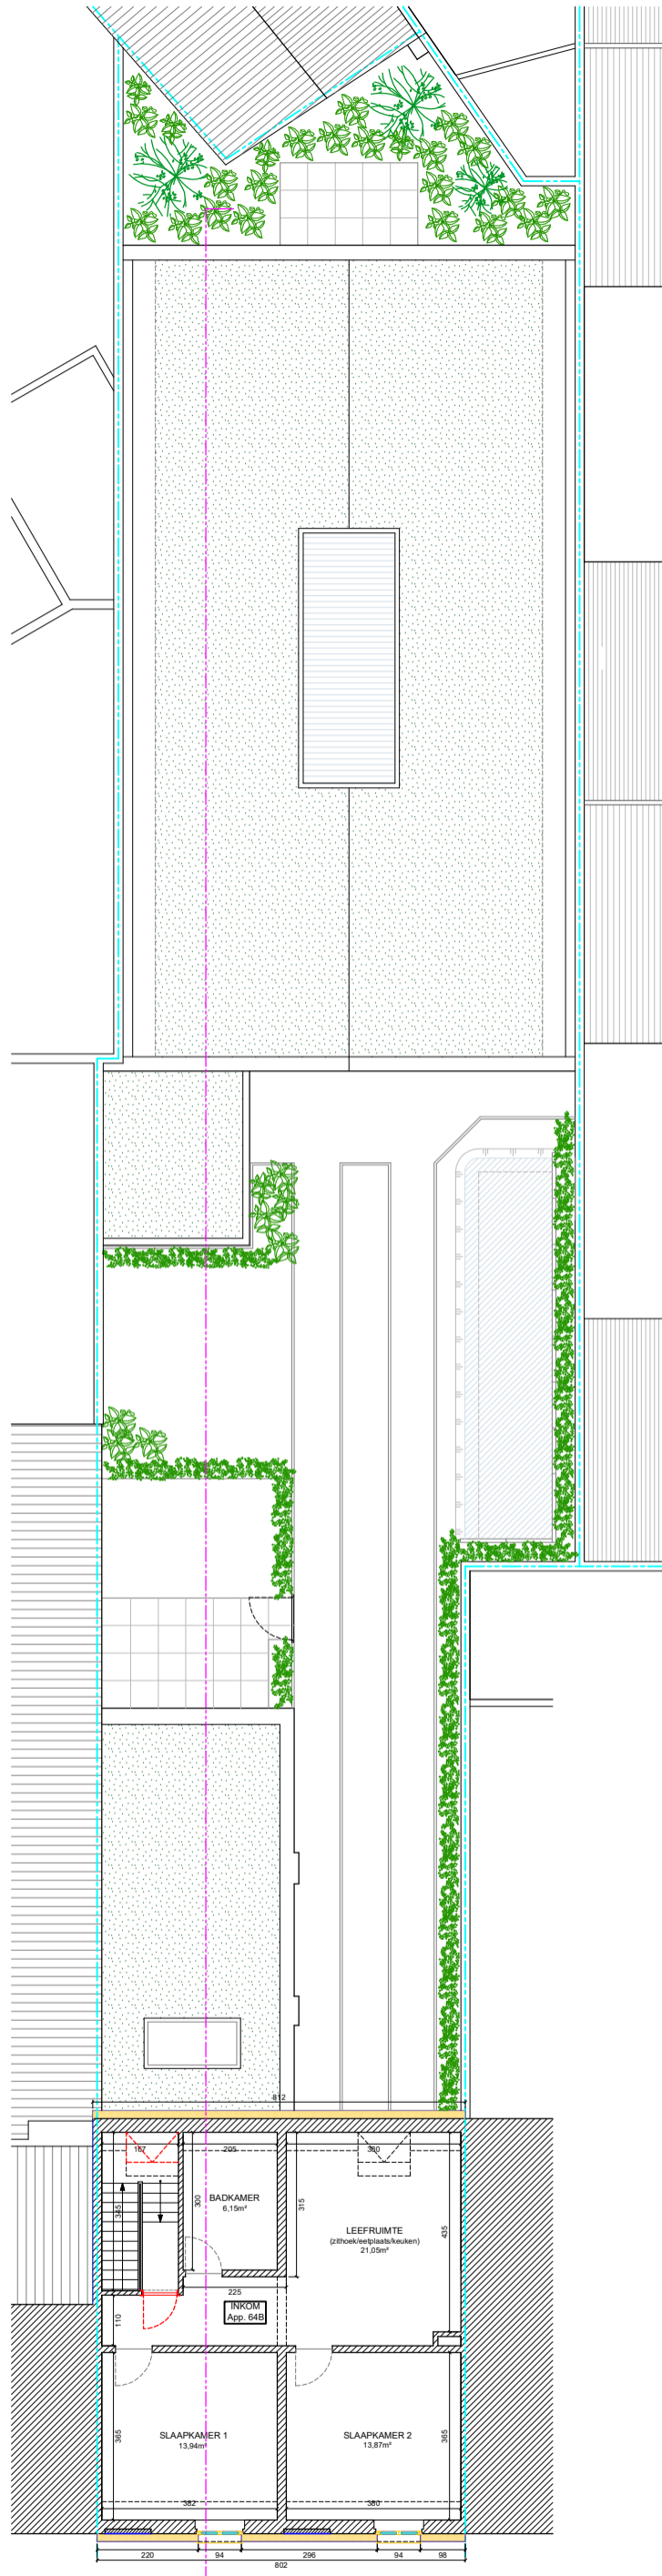 812
167
205
380
BADKAMER
6,15m²
300
315
345
LEEFRUIMTE
(zithoek/eetplaats/keuken)
21,05m²
435
225
INKOM
App. 64B
110
SLAAPKAMER 1
13,94m²
SLAAPKAMER 2
13,87m²
365
365
382
380
220
94
296
94
98
802